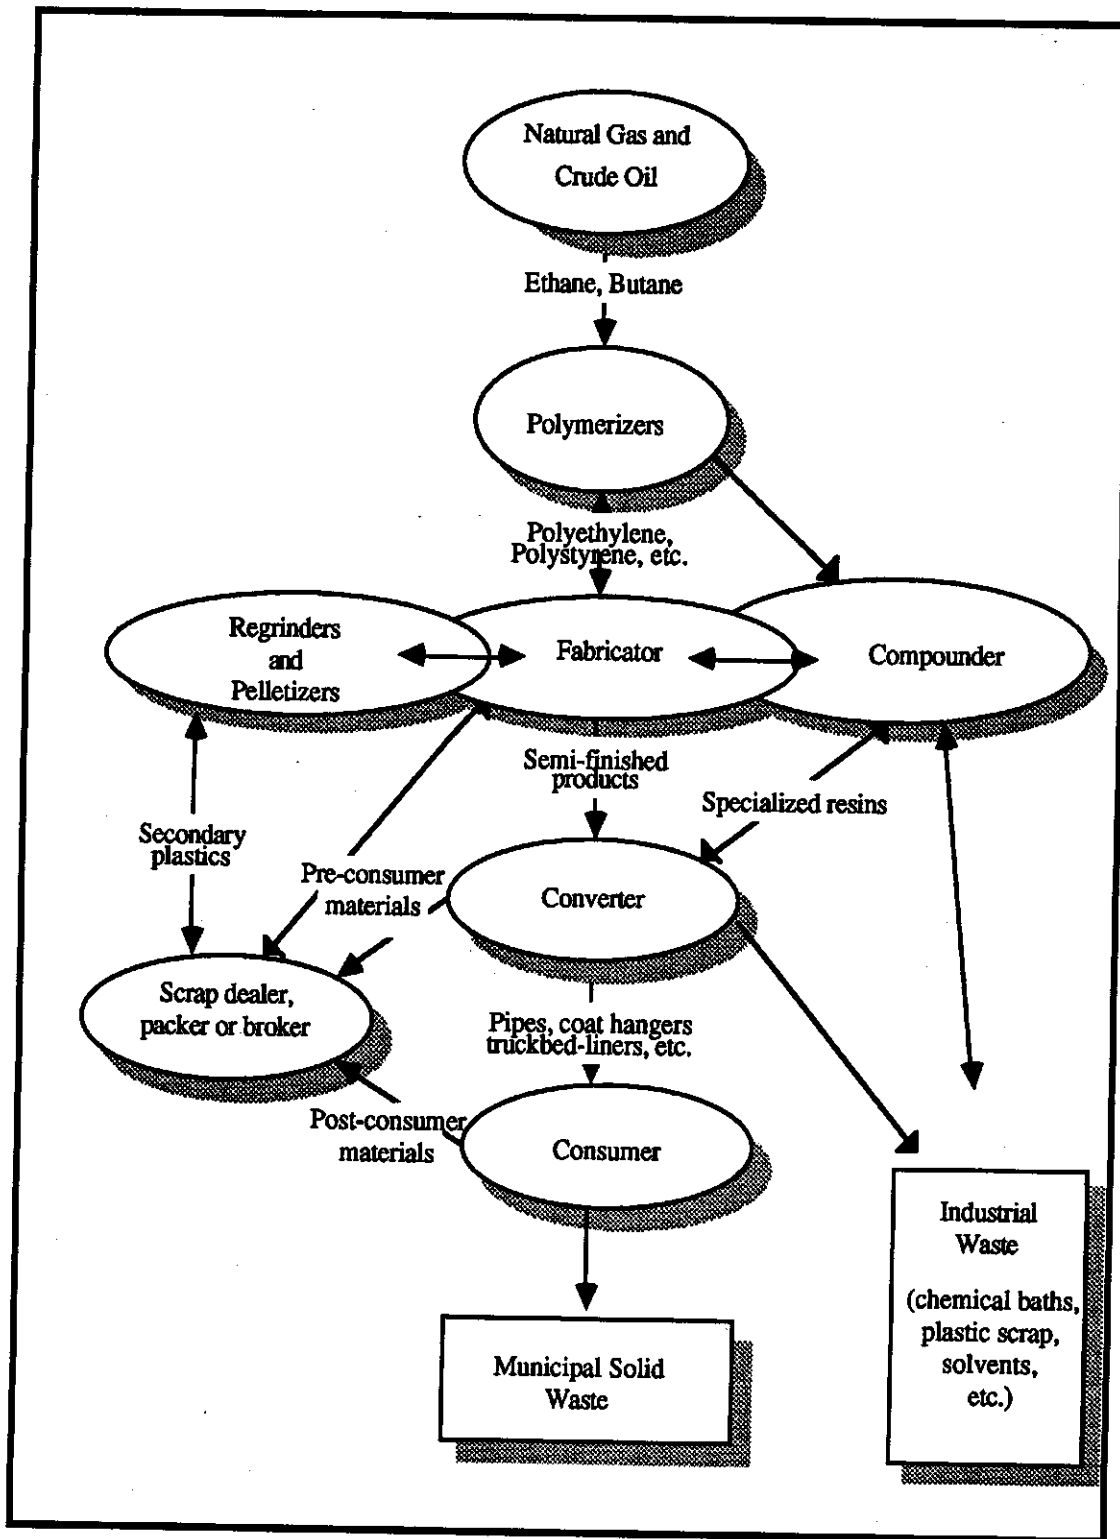 Natural Gas and
Crude Oil
Ethane, Butane
Polymerizers
Polyethylene,
Polystyrene, etc.
Regrinders
and
Pelletizers
Fabricator
Compounder
Semi-finished
products
Specialized resins
Secondary
plastics
Pre-consumer
materials
Converter
Scrap dealer,
packer or broker
Pipes, coat hangers
truckbed-liners, etc.
Post-consumer
materials
Consumer
Industrial
Waste
(chemical baths,
plastic scrap,
solvents,
etc.)
Municipal Solid
Waste